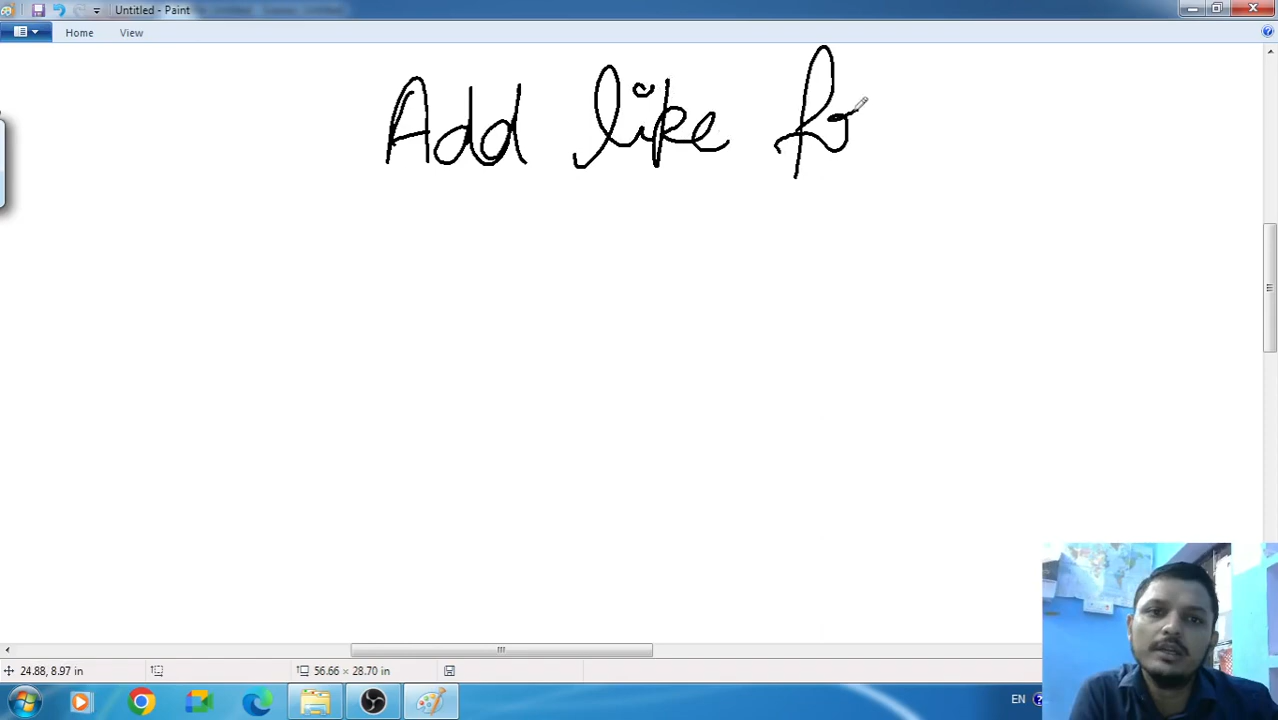 Untitled - Paint
Home View
Add like fo
24.88, 8.97 in 56.66 × 28.70 in
EN